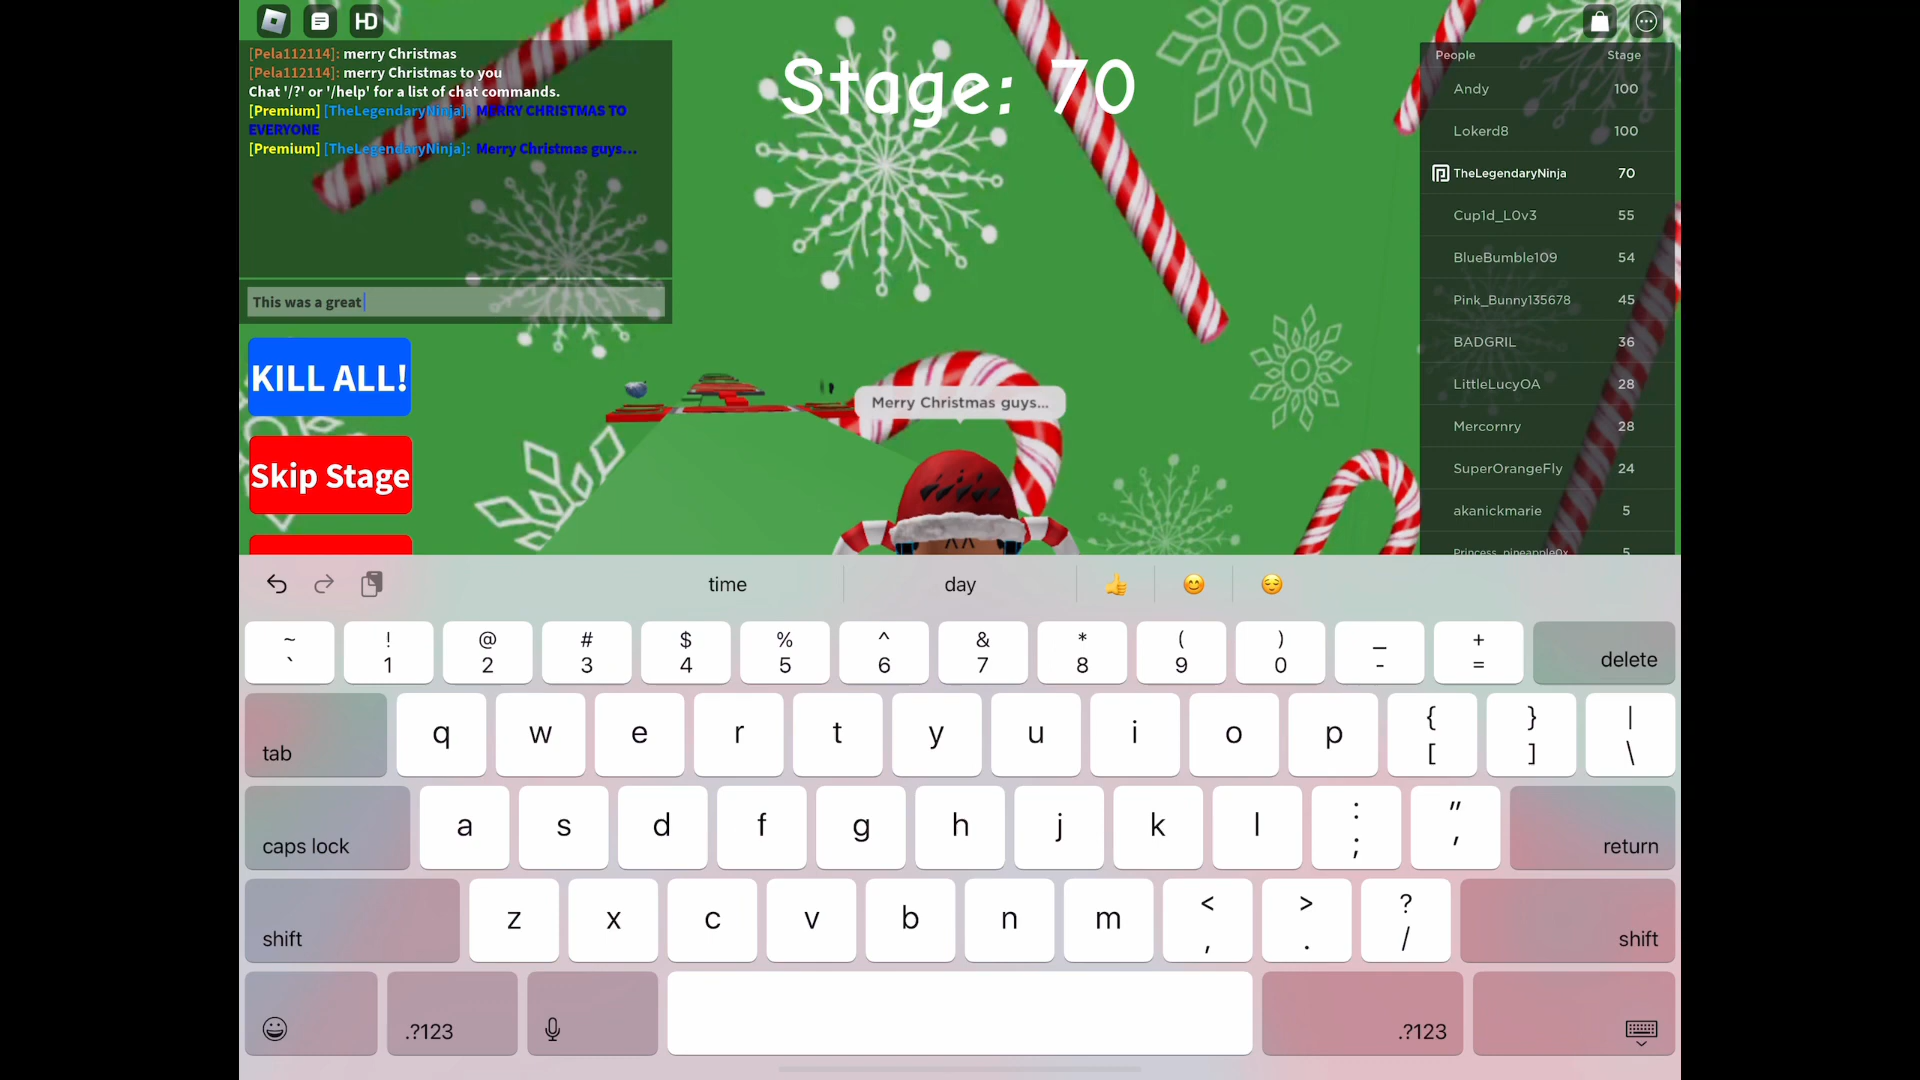 HD
[Pela112114]: merry Christmas
[Pela112114]: merry Christmas to you
Chat '/?' or '/help' for a list of chat commands.
[Premium] [TheLegendaryNinja]: MERRY CHRISTMAS TO
EVERYONE
[Premium] [TheLegendaryNinja]: Merry Christmas guys...
This was a great
Stage: 70
People Stage
Andy 100
Lokerd8 100
TheLegendaryNinja 70
Cup1d_L0v3 55
BlueBumble109 54
Pink_Bunny135678 45
BADGRIL 36
LittleLucyOA 28
Mercornry 28
SuperOrangeFly 24
akanickmarie 5
Princess_pineapple0x 5
KILL ALL!
Skip Stage
Merry Christmas guys...
time day 👍 😊 😌
~ ! @ # $ % ^ & * ( ) _ +
` 1 2 3 4 5 6 7 8 9 0 - = delete
tab q w e r t y u i o p { [ } ] | \
caps lock a s d f g h j k l : ; " ' return
shift z x c v b n m < , > . ? / shift
.?123 .?123